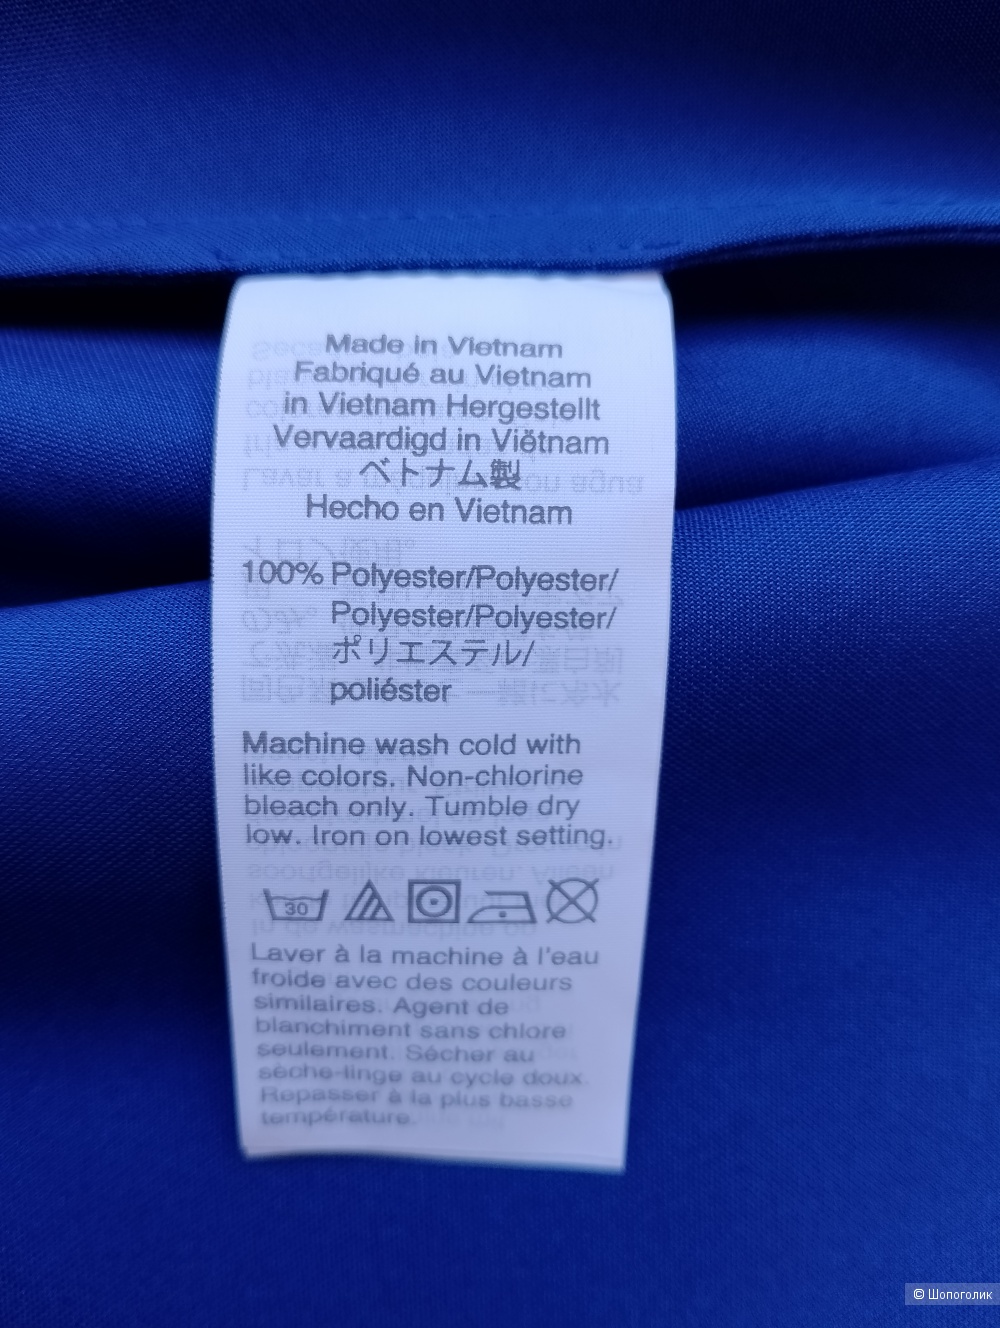 Made in Vietnam
Fabriqué au Vietnam
in Vietnam Hergestellt
Vervaardigd in Viëtnam
ベトナム製
Hecho en Vietnam
100% Polyester/Polyester/
Polyester/Polyester/
ポリエステル/
poliéster
Machine wash cold with
like colors. Non-chlorine
bleach only. Tumble dry
low. Iron on lowest setting.
30
Laver à la machine à l'eau
froide avec des couleurs
similaires. Agent de
blanchiment sans chlore
seulement. Sécher au
sèche-linge au cycle doux.
Repasser à la plus basse
température.
© Шопоголик